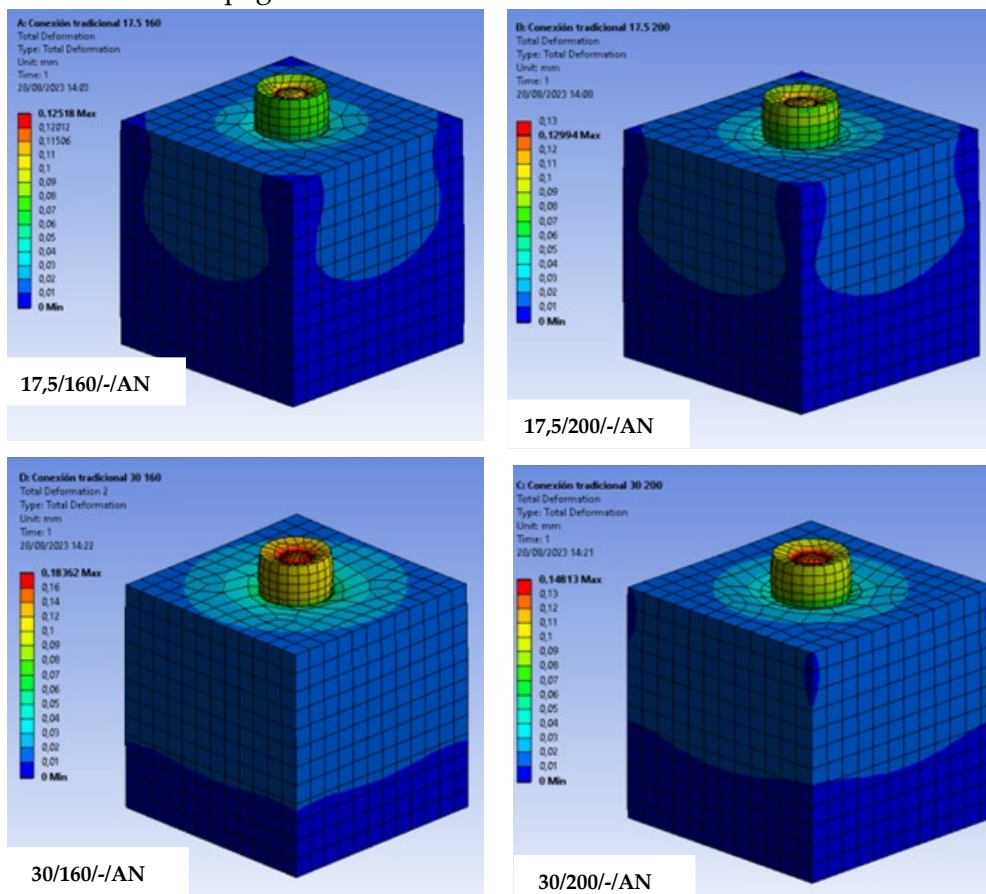 A: Conexión tradicional 17.5 160
Total Deformation
Type: Total Deformation
Unit: mm
Time: 1
28/08/2023 14:03
0,12518 Max
0,12012
0,11506
0,11
0,1
0,09
0,08
0,07
0,06
0,05
0,04
0,03
0,02
0,01
0 Min
17,5/160/-/AN
B: Conexión tradicional 17.5 200
Total Deformation
Type: Total Deformation
Unit: mm
Time: 1
28/08/2023 14:08
0,13
0,12994 Max
0,12
0,11
0,1
0,09
0,08
0,07
0,06
0,05
0,04
0,03
0,02
0,01
0 Min
17,5/200/-/AN
D: Conexión tradicional 30 160
Total Deformation 2
Type: Total Deformation
Unit: mm
Time: 1
28/08/2023 14:22
0,18362 Max
0,16
0,14
0,12
0,1
0,09
0,08
0,07
0,06
0,05
0,04
0,03
0,02
0,01
0 Min
30/160/-/AN
C: Conexión tradicional 30 200
Total Deformation
Type: Total Deformation
Unit: mm
Time: 1
28/08/2023 14:21
0,14813 Max
0,13
0,12
0,11
0,1
0,09
0,08
0,07
0,06
0,05
0,04
0,03
0,02
0,01
0 Min
30/200/-/AN